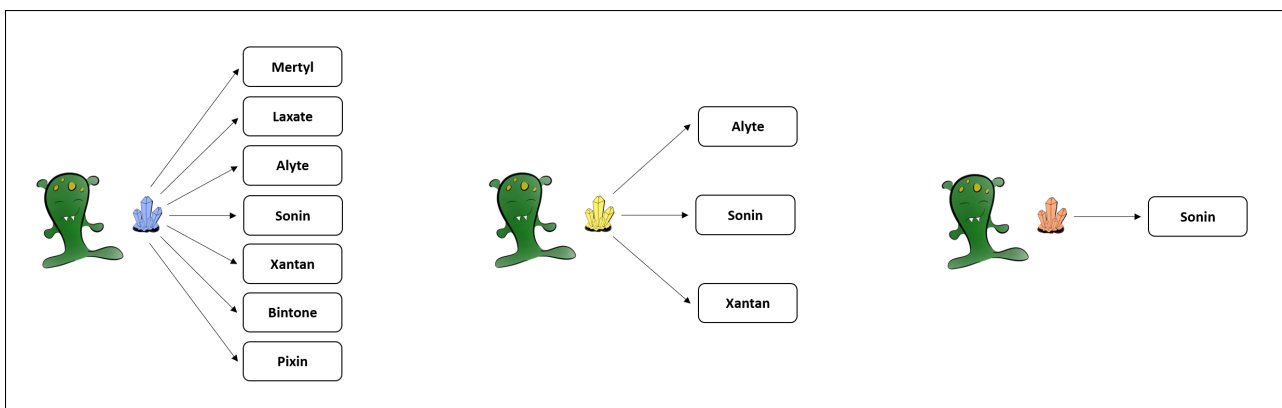 Mertyl
Laxate
Alyte
Sonin
Xantan
Bintone
Pixin
Alyte
Sonin
Xantan
Sonin